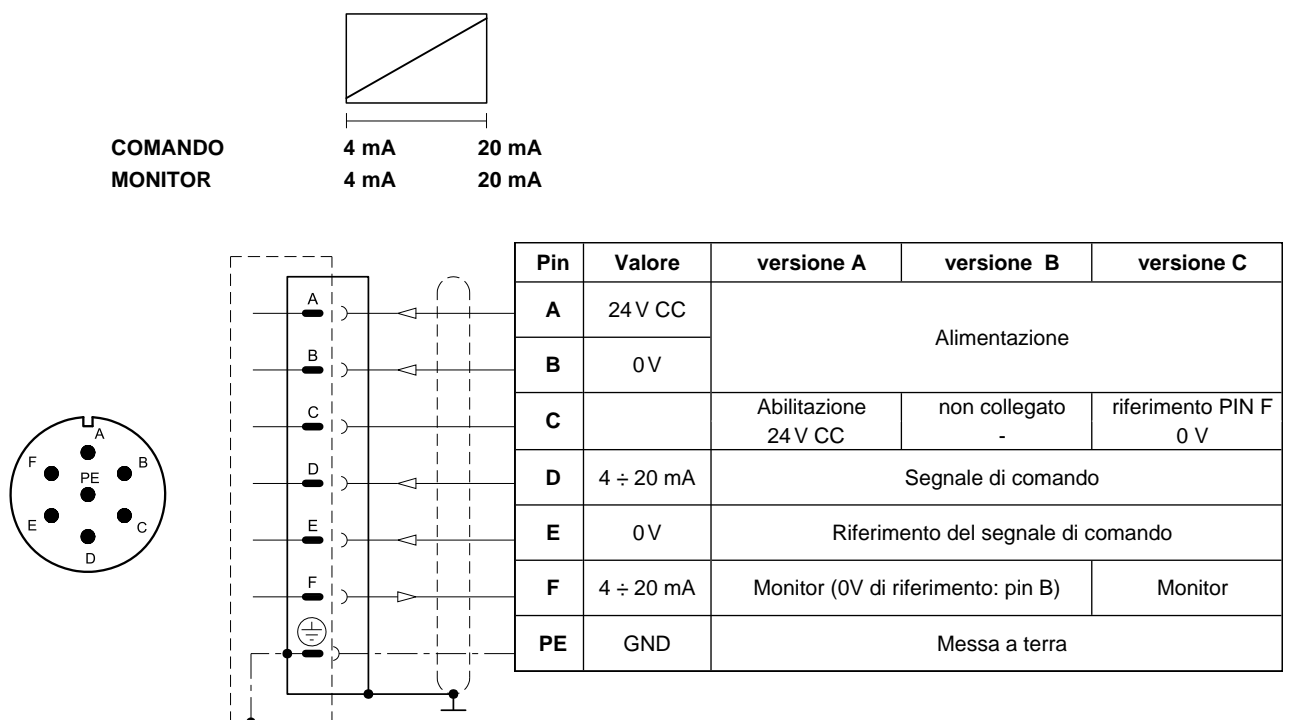 COMANDO 4 mA 20 mA
MONITOR 4 mA 20 mA
Pin Valore versione A versione B versione C
A 24 V CC Alimentazione
B 0 V
C Abilitazione 24 V CC non collegato - riferimento PIN F 0 V
D 4 ÷ 20 mA Segnale di comando
E 0 V Riferimento del segnale di comando
F 4 ÷ 20 mA Monitor (0V di riferimento: pin B) Monitor
PE GND Messa a terra
A
B
C
D
E
F
A
F B
PE
E C
D